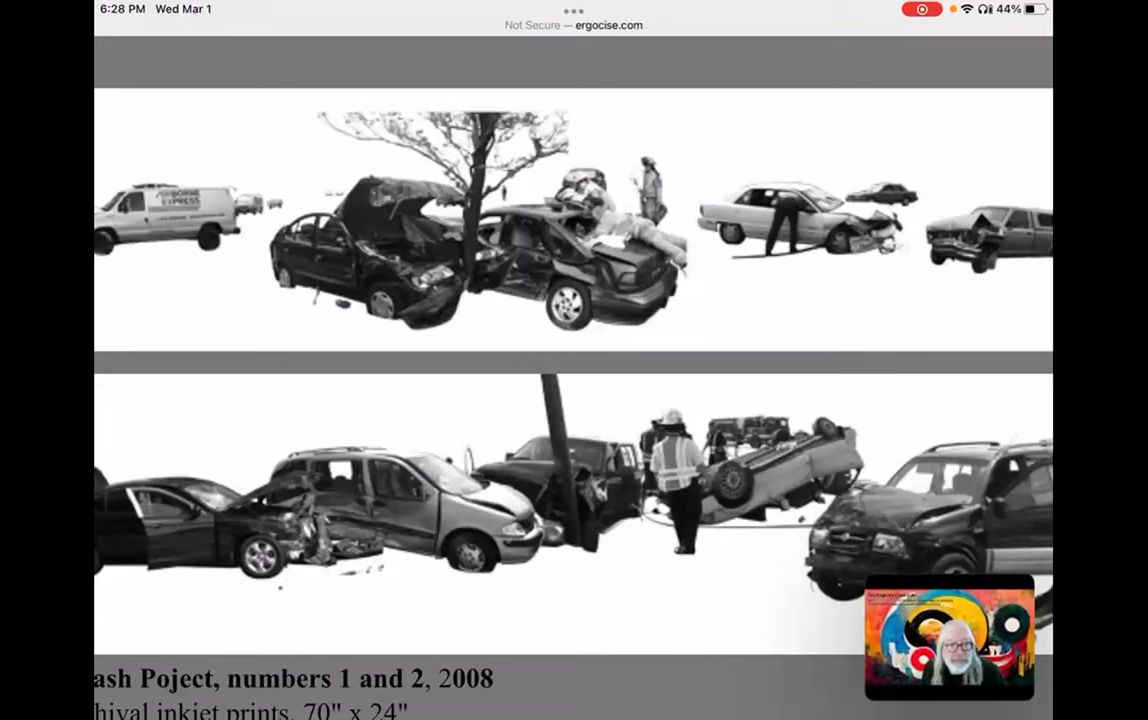 6:28 PM Wed Mar 1
44%
Not Secure — ergocise.com
AIRBORNE
EXPRESS
ash Poject, numbers 1 and 2, 2008
hival inkjet prints, 70" x 24"